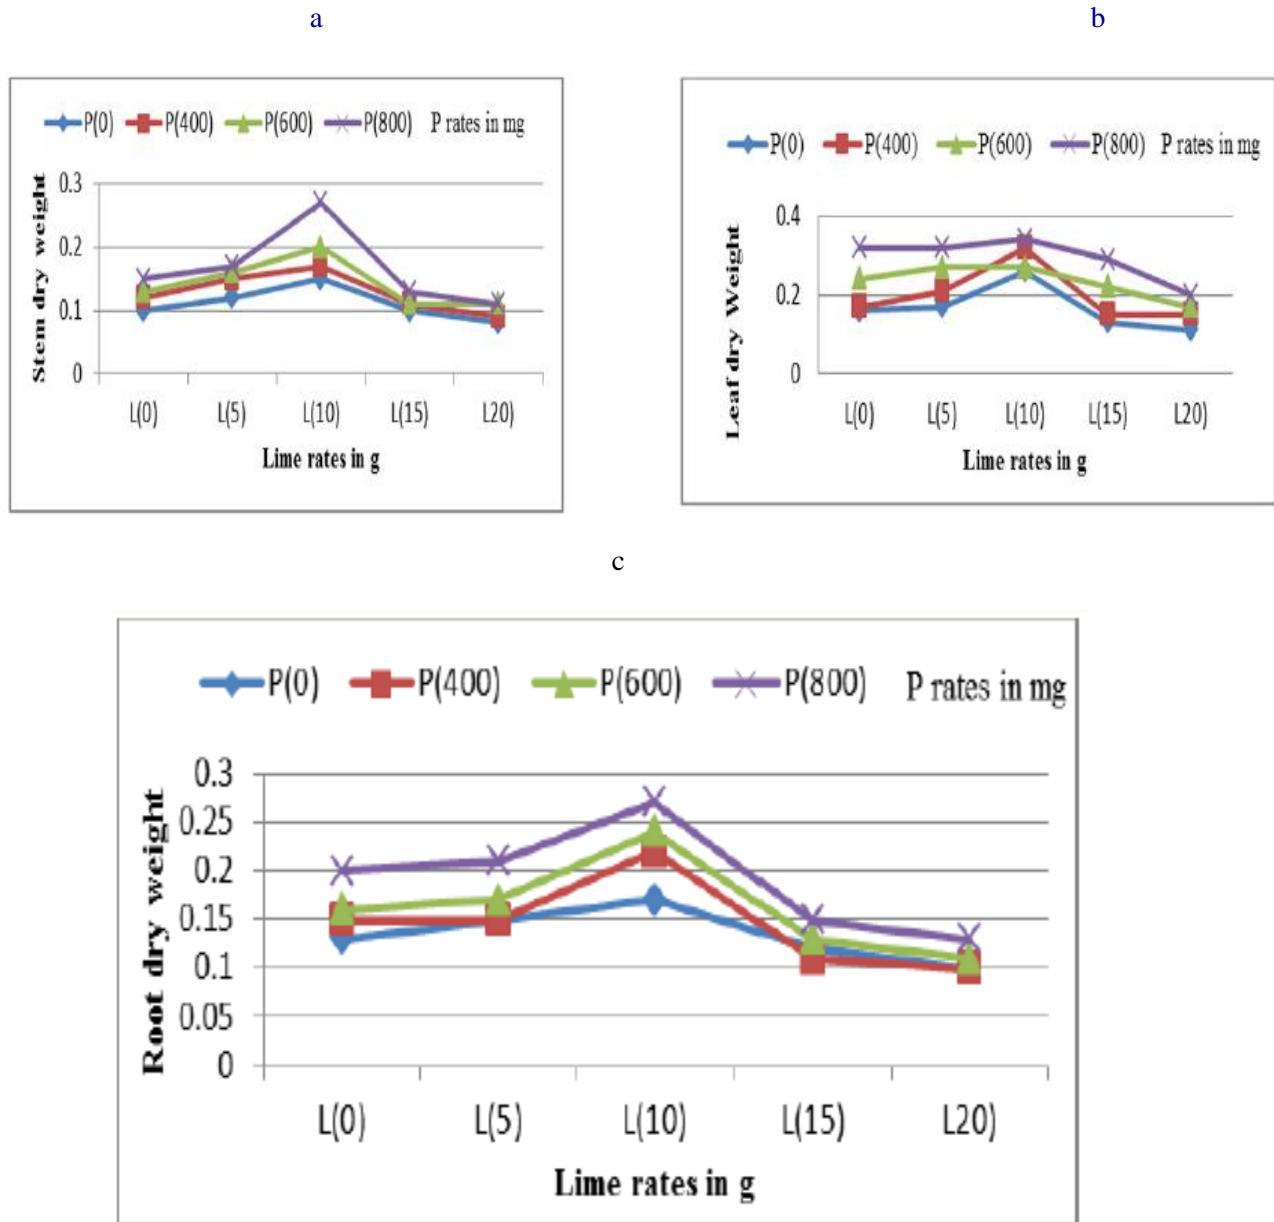 a
b
P(0) P(400) P(600) P(800) P rates in mg
0.3
0.2
0.1
0
Stem dry weight
L(0) L(5) L(10) L(15) L20)
Lime rates in g
P(0) P(400) P(600) P(800) P rates in mg
0.4
0.2
0
Leaf dry Weight
L(0) L(5) L(10) L(15) L20)
Lime rates in g
c
P(0) P(400) P(600) P(800) P rates in mg
0.3
0.25
0.2
0.15
0.1
0.05
0
Root dry weight
L(0) L(5) L(10) L(15) L20)
Lime rates in g